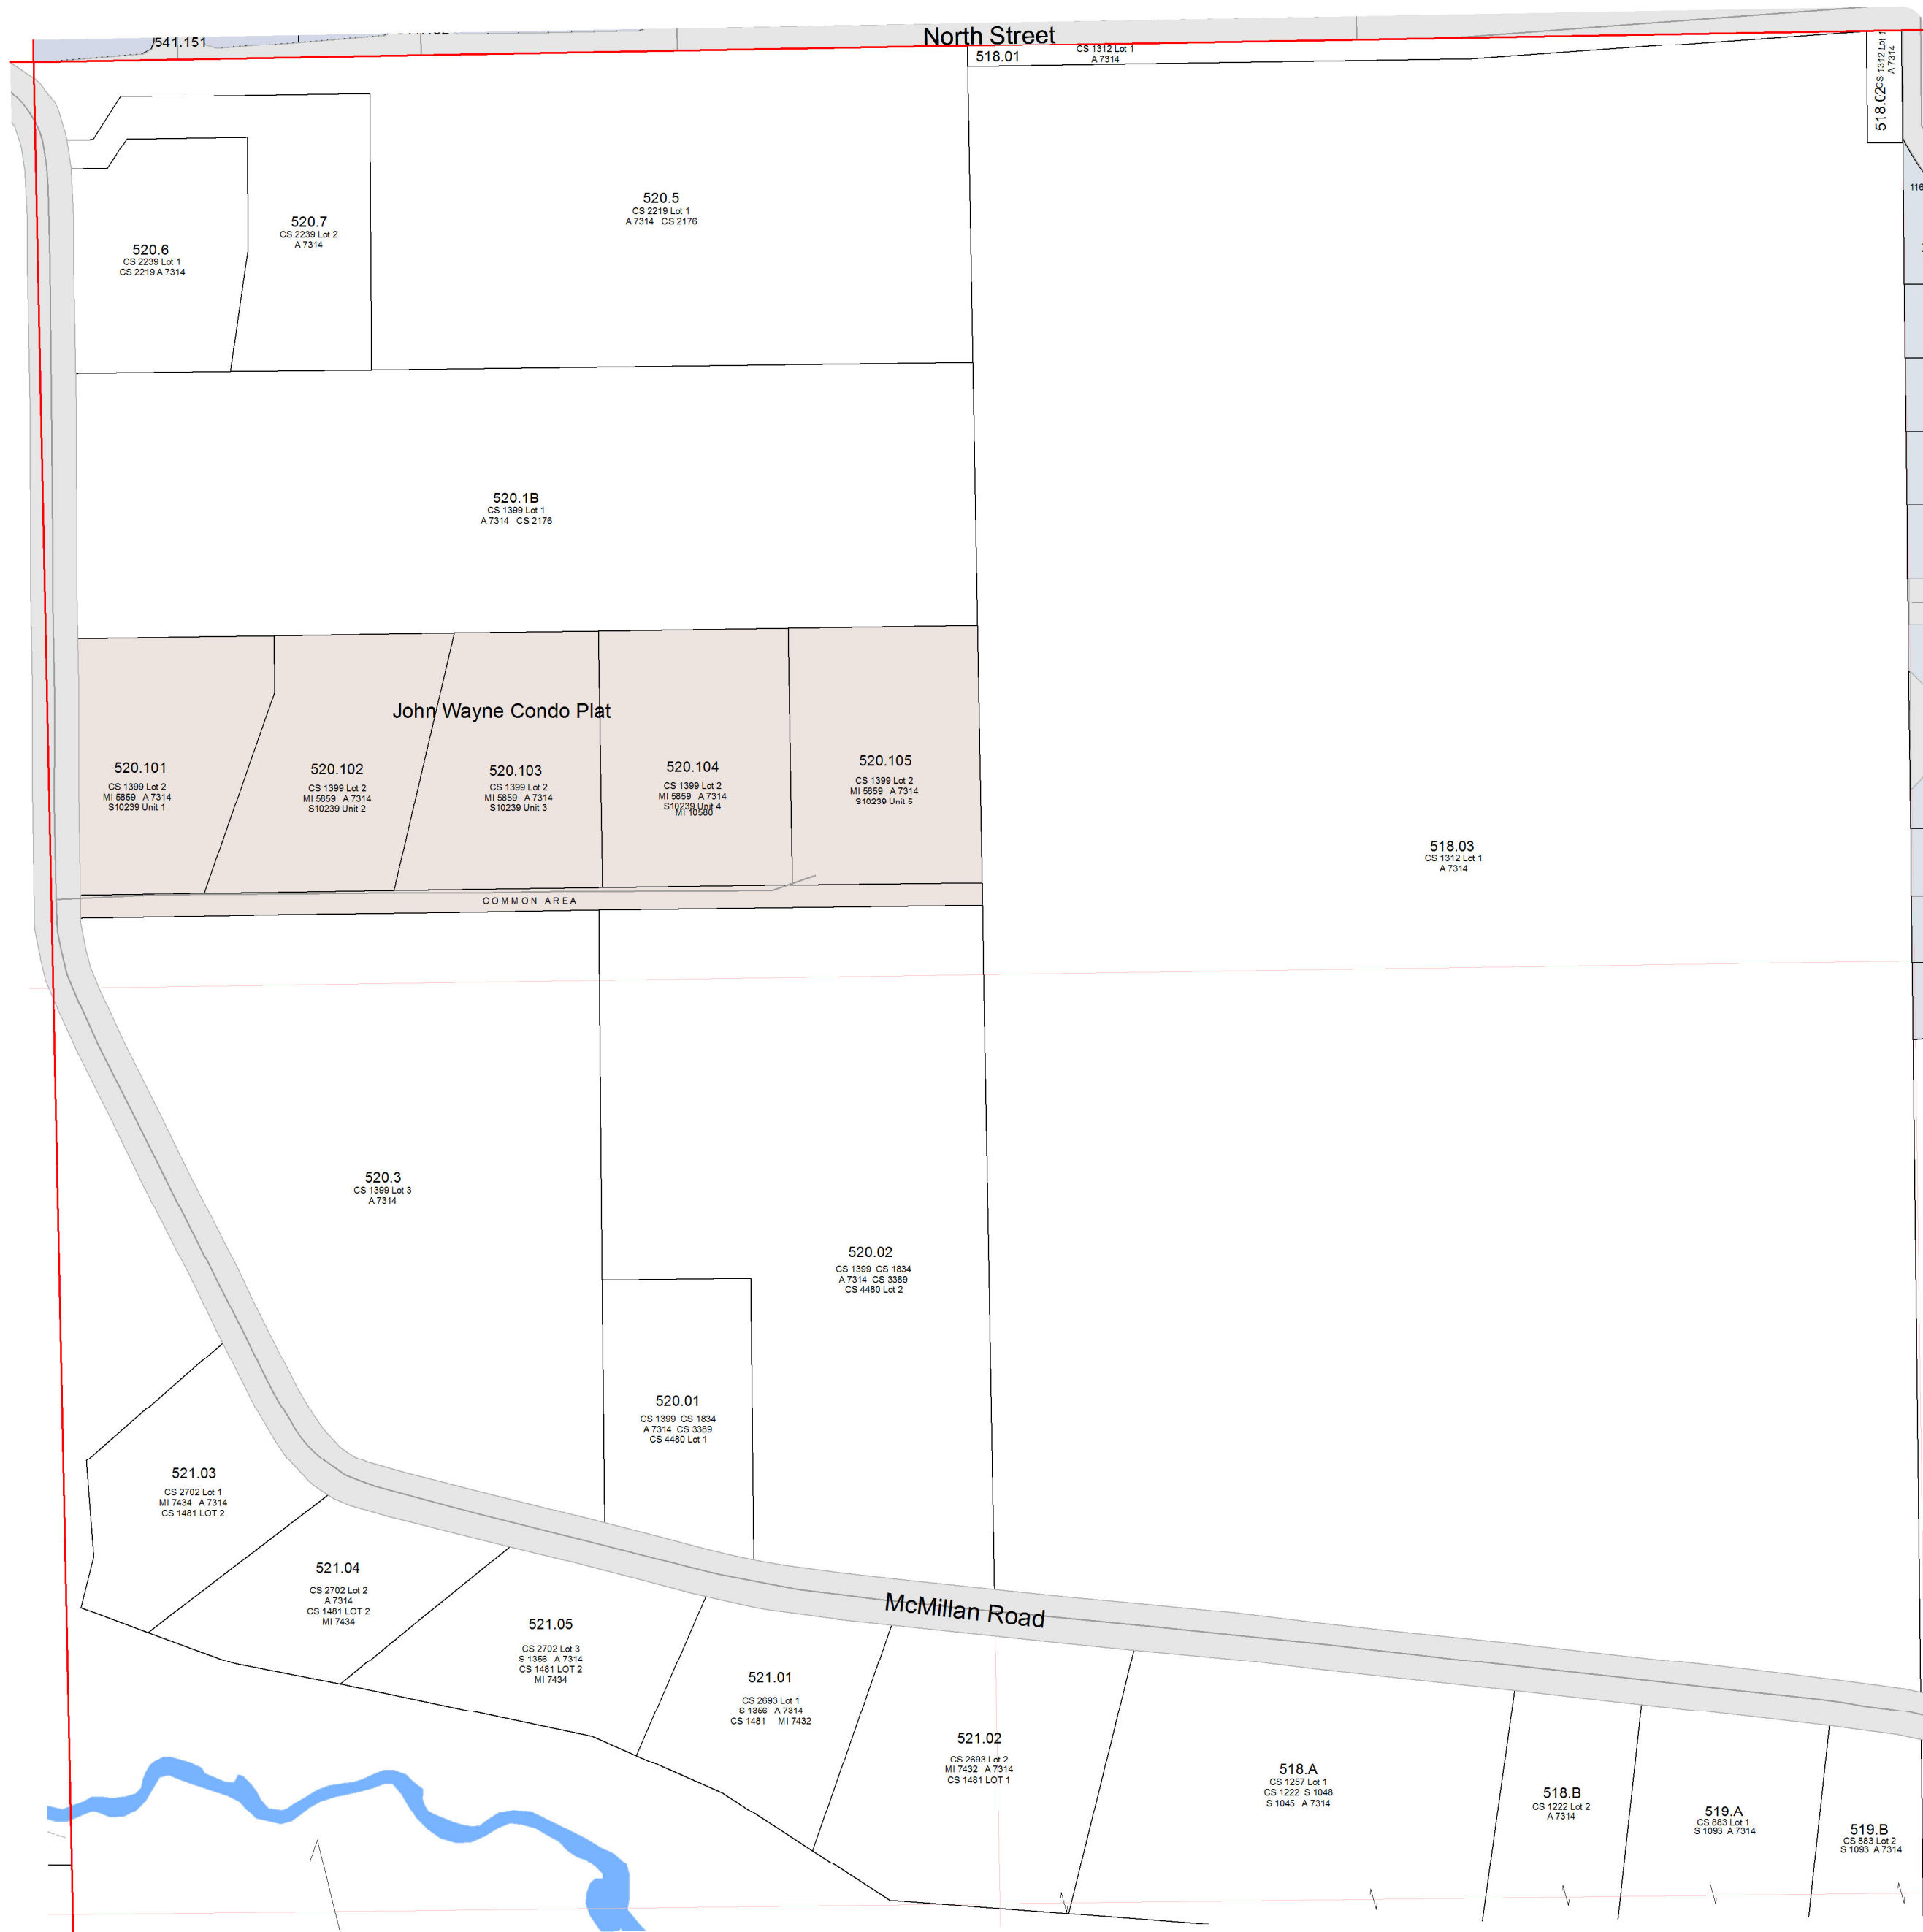 North Street
541.151
518.01
CS 1312 Lot 1
A 7314
518.02
CS 1312 Lot 1
A 7314
116
520.5
CS 2219 Lot 1
A 7314 CS 2176
520.7
CS 2239 Lot 2
A 7314
520.6
CS 2239 Lot 1
CS 2219 A 7314
520.1B
CS 1399 Lot 1
A 7314 CS 2176
John Wayne Condo Plat
520.101
CS 1399 Lot 2
MI 5859 A 7314
S10239 Unit 1
520.102
CS 1399 Lot 2
MI 5859 A 7314
S10239 Unit 2
520.103
CS 1399 Lot 2
MI 5859 A 7314
S10239 Unit 3
520.104
CS 1399 Lot 2
MI 5859 A 7314
S10239 Unit 4
MI 10580
520.105
CS 1399 Lot 2
MI 5859 A 7314
S10239 Unit 5
518.03
CS 1312 Lot 1
A 7314
COMMON AREA
520.3
CS 1399 Lot 3
A 7314
520.02
CS 1399 CS 1834
A 7314 CS 3389
CS 4480 Lot 2
520.01
CS 1399 CS 1834
A 7314 CS 3389
CS 4480 Lot 1
521.03
CS 2702 Lot 1
MI 7434 A 7314
CS 1481 LOT 2
521.04
CS 2702 Lot 2
A 7314
CS 1481 LOT 2
MI 7434
McMillan Road
521.05
CS 2702 Lot 3
S 1356 A 7314
CS 1481 LOT 2
MI 7434
521.01
CS 2693 Lot 1
S 1356 A 7314
CS 1481 MI 7432
521.02
CS 2693 Lot 2
MI 7432 A 7314
CS 1481 LOT 1
518.A
CS 1257 Lot 1
CS 1222 S 1048
S 1045 A 7314
518.B
CS 1222 Lot 2
A 7314
519.A
CS 883 Lot 1
S 1093 A 7314
519.B
CS 883 Lot 2
S 1093 A 7314